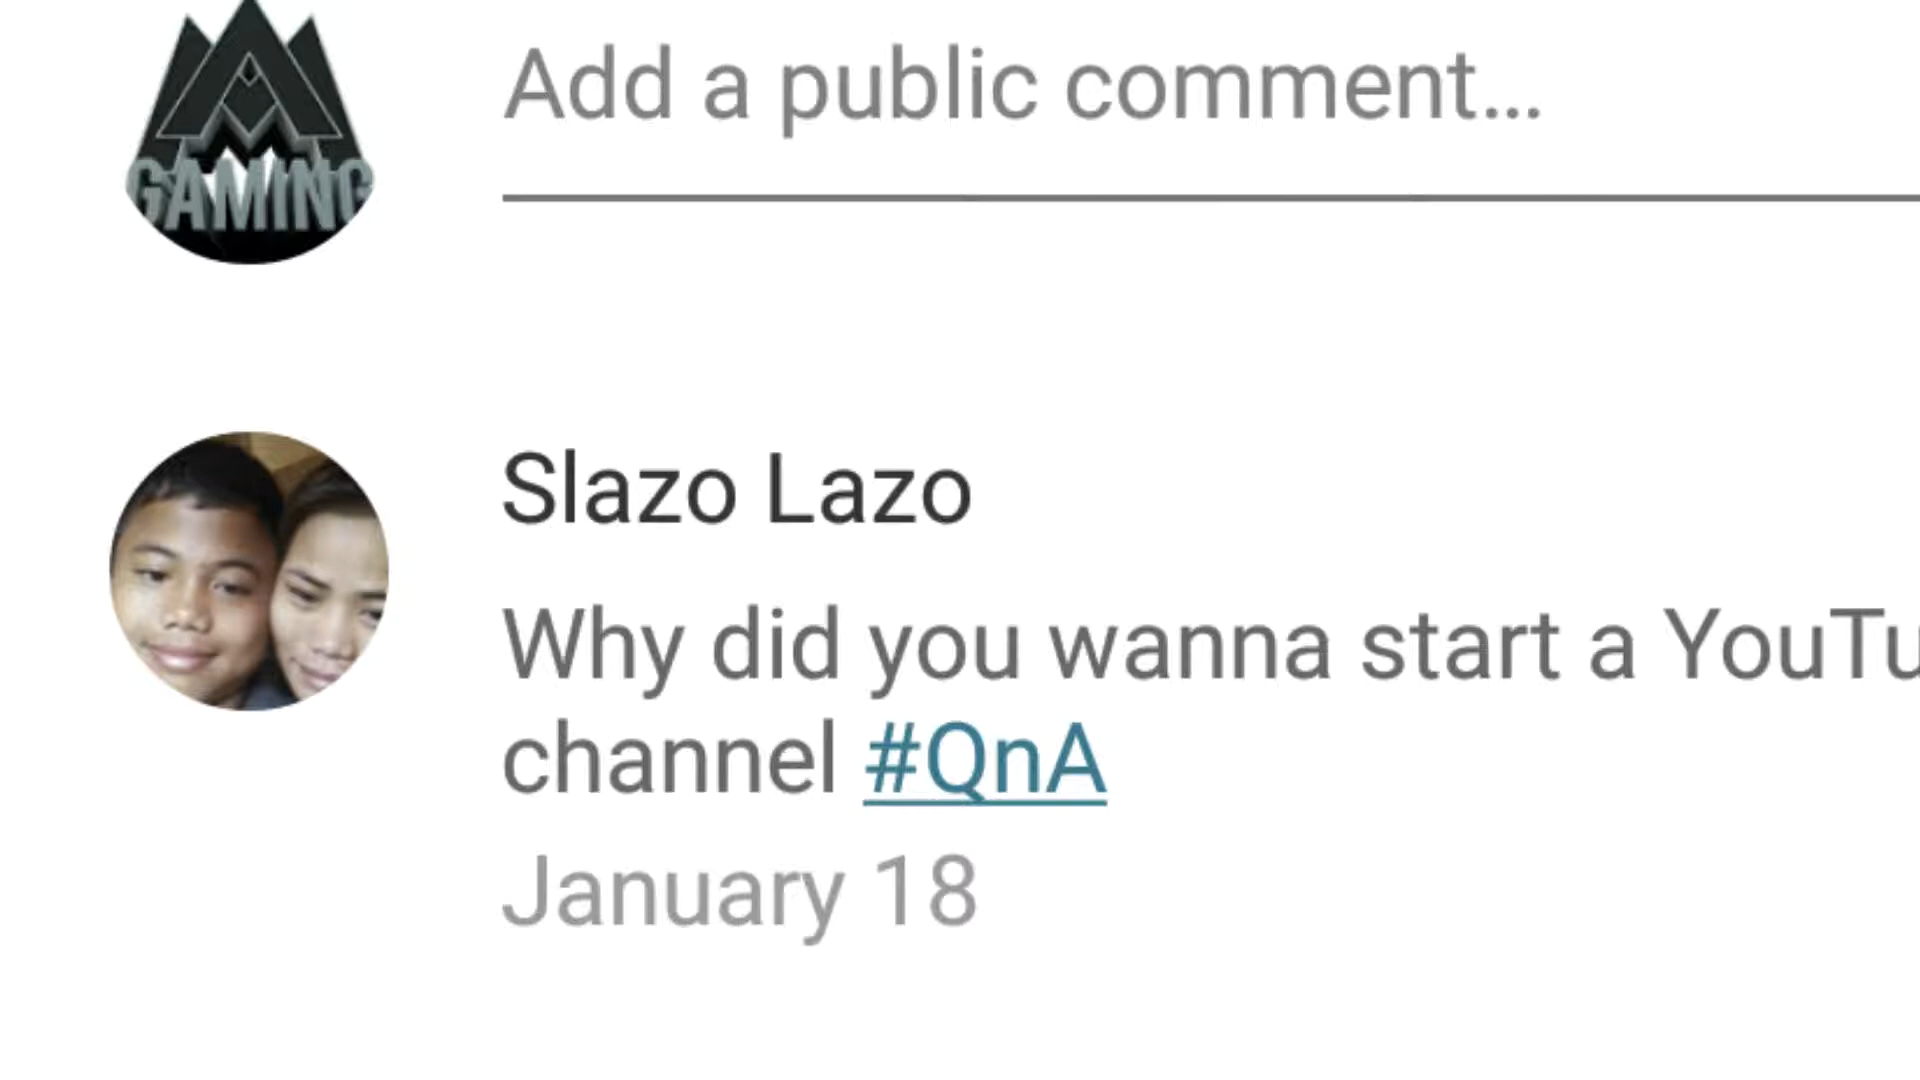 GAMING
Add a public comment...
Slazo Lazo
Why did you wanna start a YouTu
channel #QnA
January 18